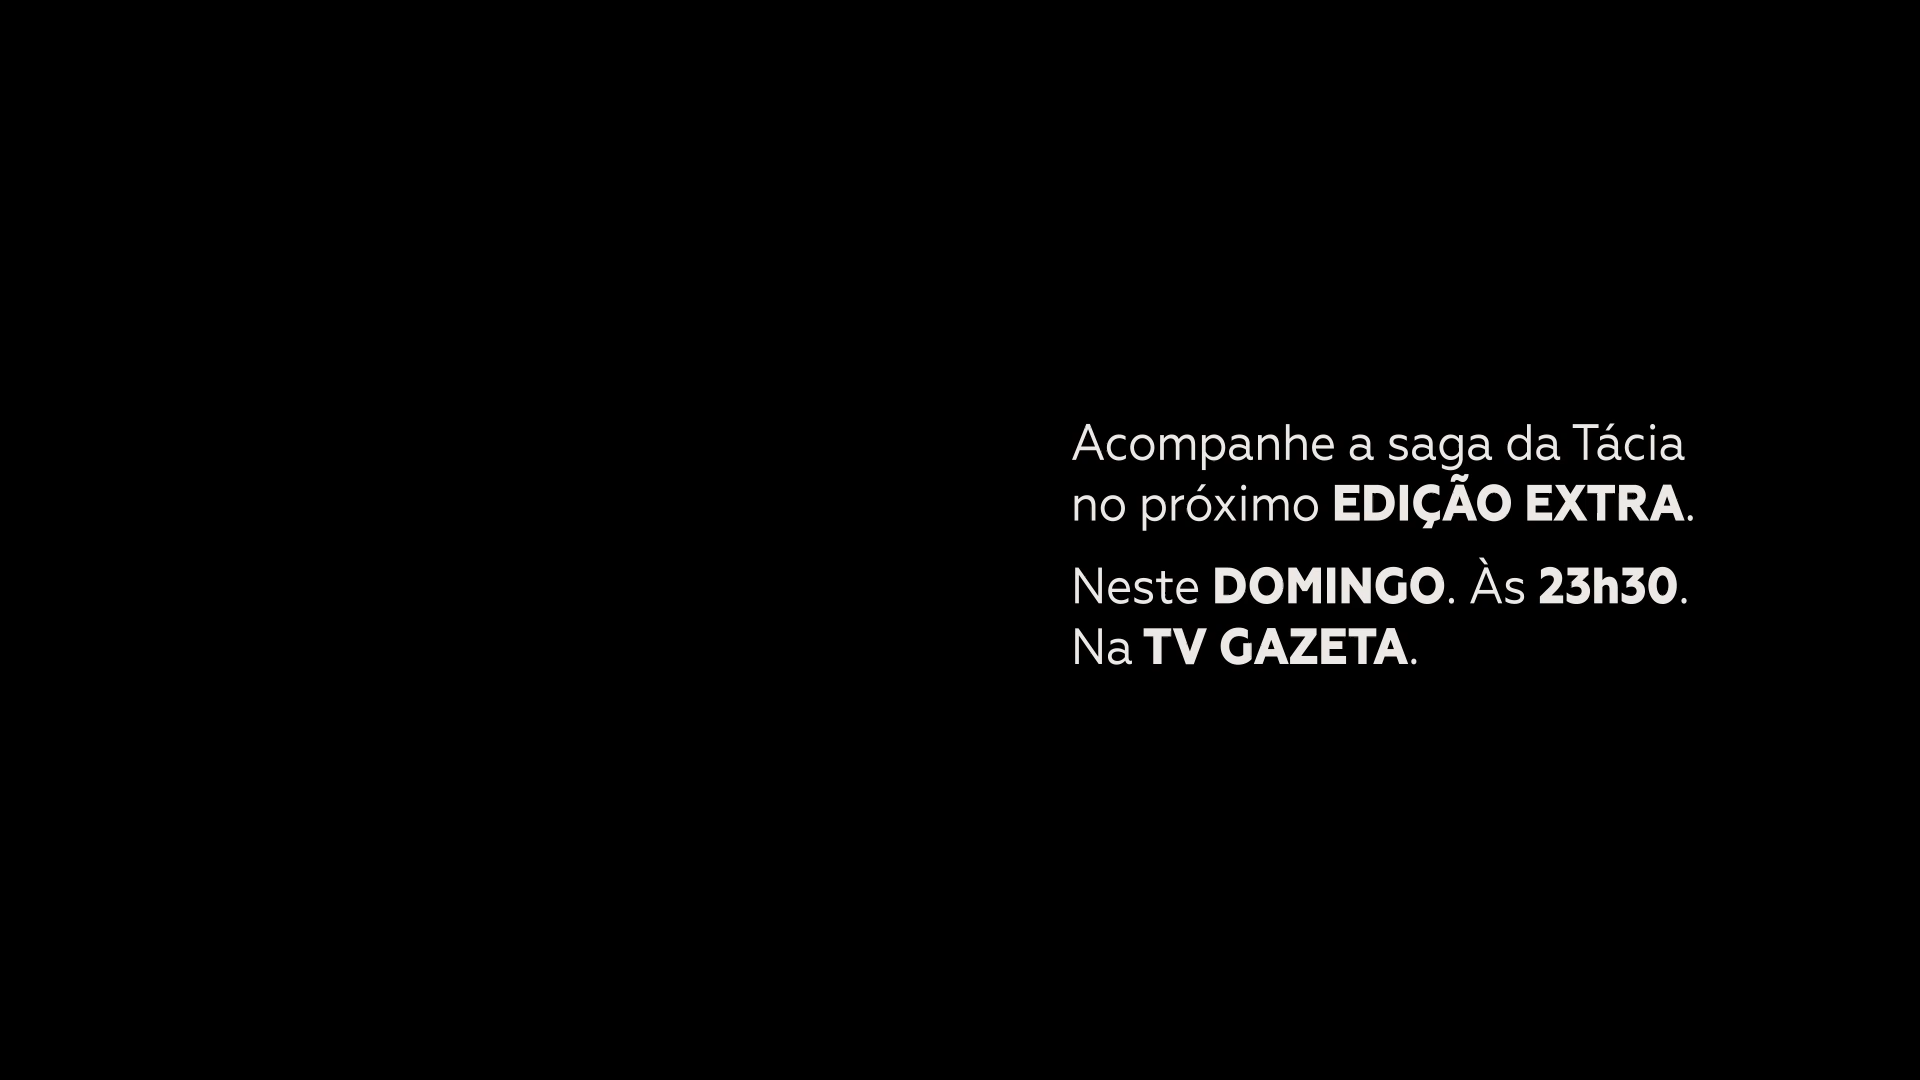 Acompanhe a saga da Tácia
no próximo EDIÇÃO EXTRA.
Neste DOMINGO. Às 23h30.
Na TV GAZETA.